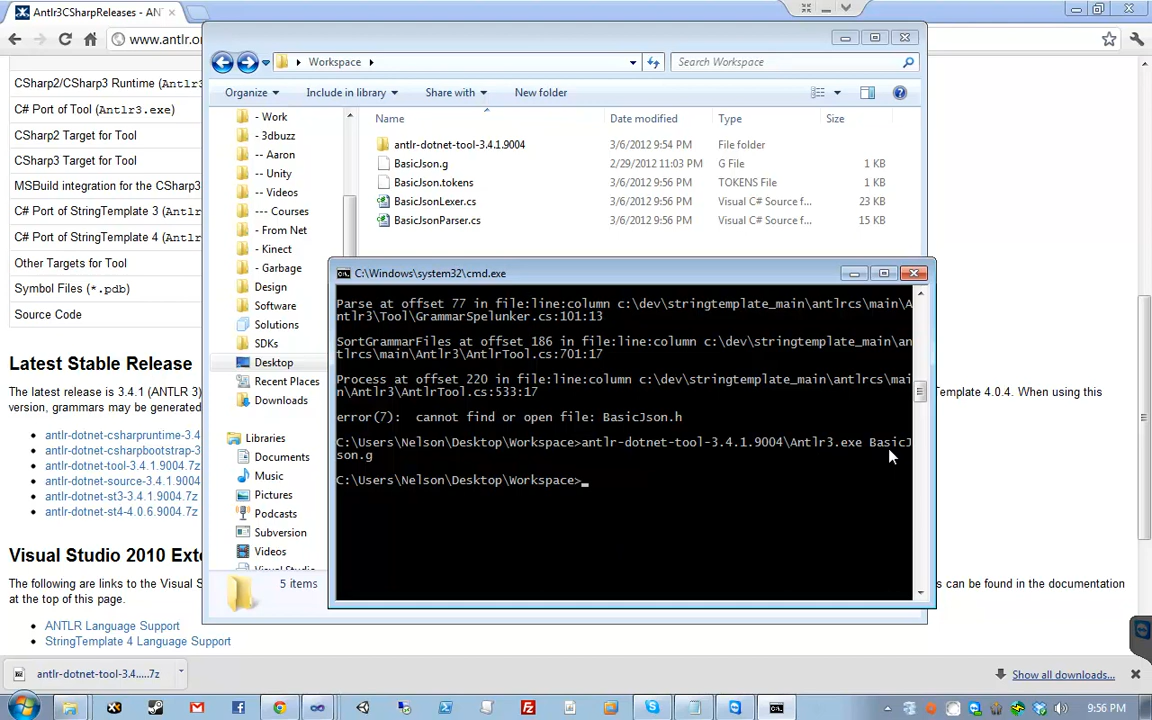 Antlr3CSharpReleases - AN
www.antlr.o
CSharp2/CSharp3 Runtime (Antlr3
C# Port of Tool (Antlr3.exe)
CSharp2 Target for Tool
CSharp3 Target for Tool
MSBuild integration for the CSharp3
C# Port of StringTemplate 3 (Antlr
C# Port of StringTemplate 4 (Antlr
Other Targets for Tool
Symbol Files (*.pdb)
Source Code
Latest Stable Release
The latest release is 3.4.1 (ANTLR 3)
Template 4.0.4. When using this
version, grammars may be generated
antlr-dotnet-csharpruntime-3.4
antlr-dotnet-csharpbootstrap-3
antlr-dotnet-tool-3.4.1.9004.7z
antlr-dotnet-source-3.4.1.9004
antlr-dotnet-st3-3.4.1.9004.7z
antlr-dotnet-st4-4.0.6.9004.7z
Visual Studio 2010 Exte
The following are links to the Visual S
s can be found in the documentation
at the top of this page.
ANTLR Language Support
StringTemplate 4 Language Support
Workspace
Search Workspace
Organize
Include in library
Share with
New folder
- Work
- 3dbuzz
-- Aaron
-- Unity
-- Videos
--- Courses
- From Net
- Kinect
- Garbage
Design
Software
Solutions
SDKs
Desktop
Recent Places
Downloads
Libraries
Documents
Music
Pictures
Podcasts
Subversion
Videos
Visual Studio
5 items
Name Date modified Type Size
antlr-dotnet-tool-3.4.1.9004 3/6/2012 9:54 PM File folder
BasicJson.g 2/29/2012 11:03 PM G File 1 KB
BasicJson.tokens 3/6/2012 9:56 PM TOKENS File 1 KB
BasicJsonLexer.cs 3/6/2012 9:56 PM Visual C# Source f... 23 KB
BasicJsonParser.cs 3/6/2012 9:56 PM Visual C# Source f... 15 KB
C:\Windows\system32\cmd.exe
Parse at offset 77 in file:line:column c:\dev\stringtemplate_main\antlrcs\main\A
ntlr3\Tool\GrammarSpelunker.cs:101:13
SortGrammarFiles at offset 186 in file:line:column c:\dev\stringtemplate_main\an
tlrcs\main\Antlr3\AntlrTool.cs:701:17
Process at offset 220 in file:line:column c:\dev\stringtemplate_main\antlrcs\mai
n\Antlr3\AntlrTool.cs:533:17
error(7):  cannot find or open file: BasicJson.h
C:\Users\Nelson\Desktop\Workspace>antlr-dotnet-tool-3.4.1.9004\Antlr3.exe BasicJ
son.g
C:\Users\Nelson\Desktop\Workspace>_
antlr-dotnet-tool-3.4.....7z
Show all downloads...
9:56 PM